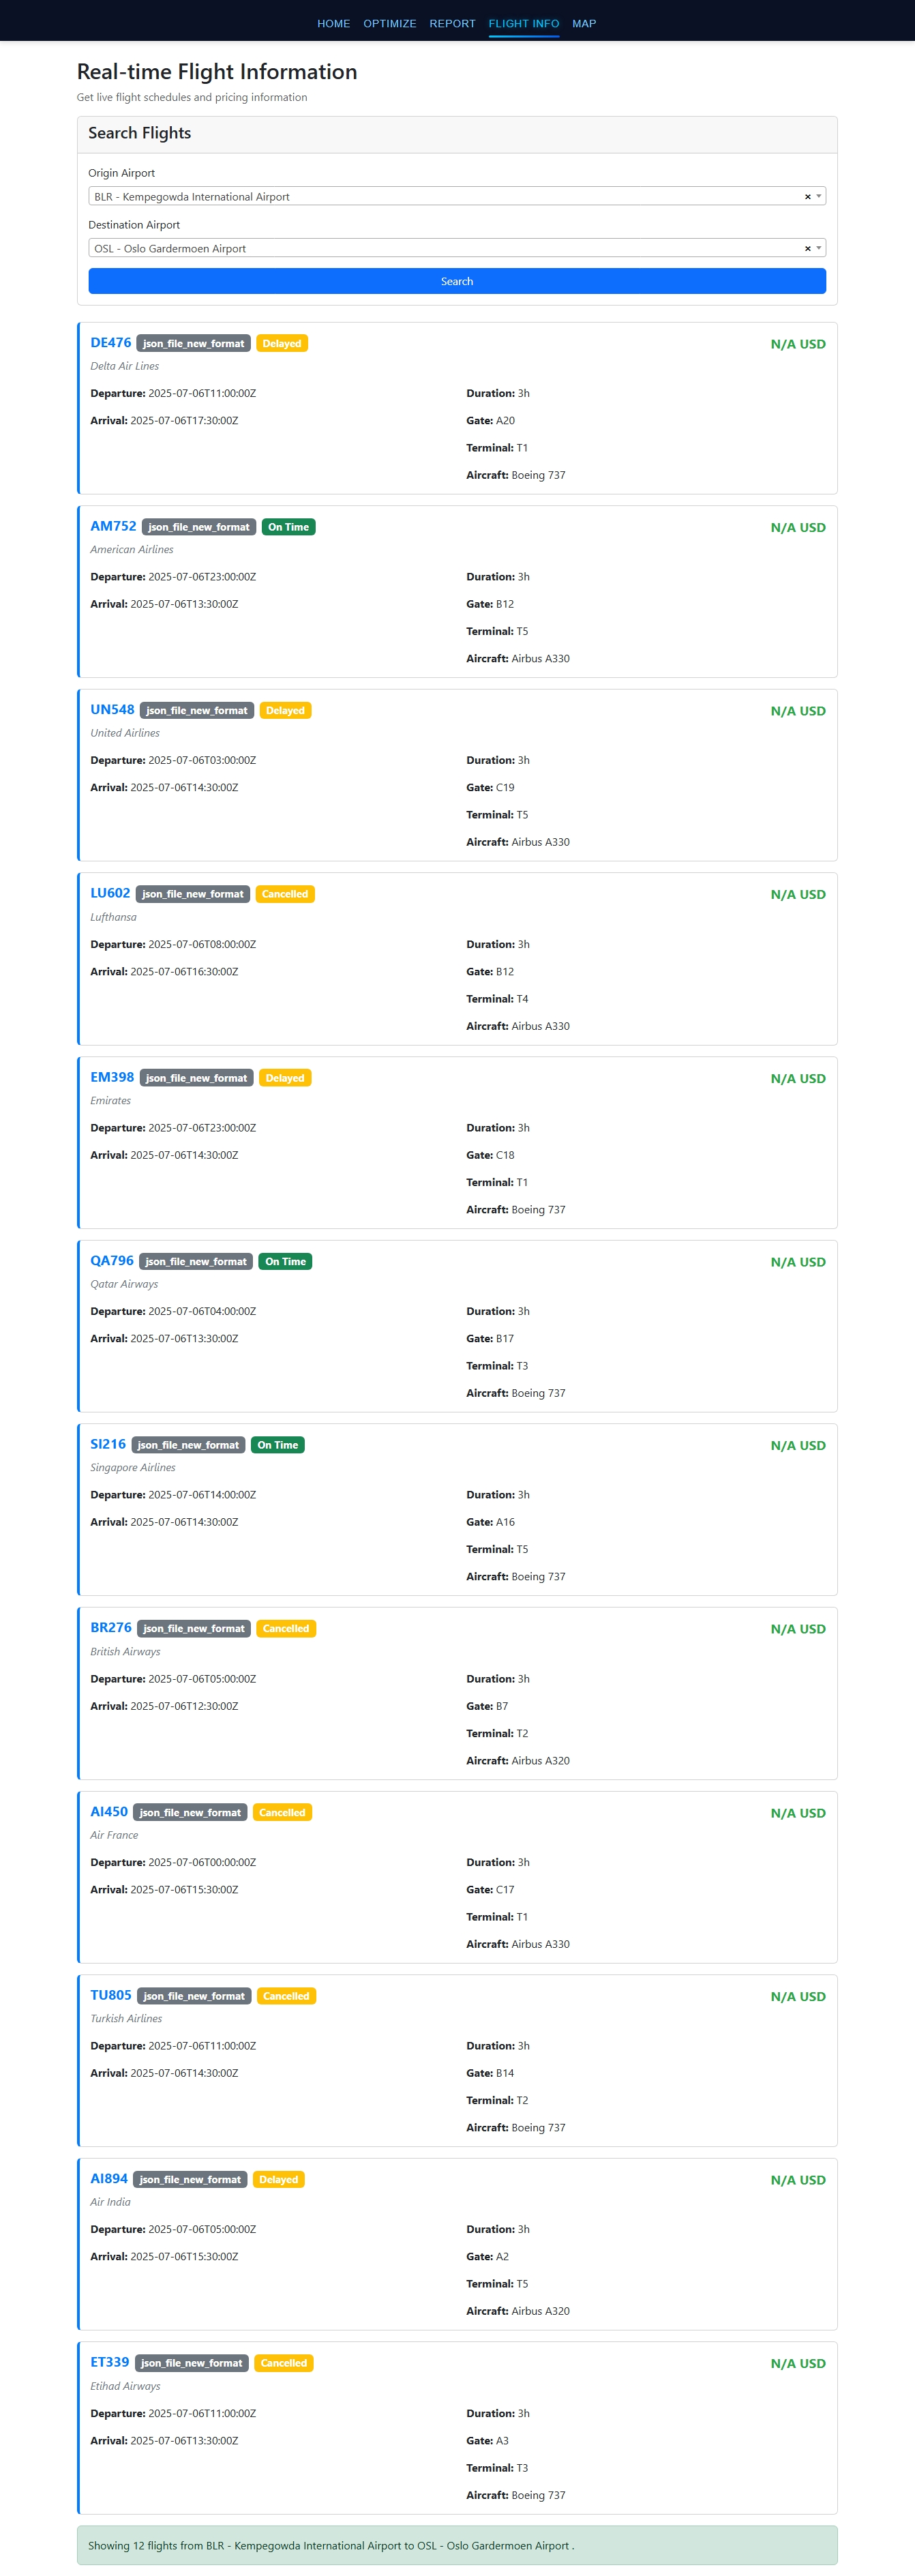 HOME OPTIMIZE REPORT FLIGHT INFO MAP
Real-time Flight Information
Get live flight schedules and pricing information
Search Flights
Origin Airport
BLR - Kempegowda International Airport ×
Destination Airport
OSL - Oslo Gardermoen Airport ×
Search
DE476 json_file_new_format Delayed N/A USD
Delta Air Lines
Departure: 2025-07-06T11:00:00Z Duration: 3h
Arrival: 2025-07-06T17:30:00Z Gate: A20
Terminal: T1
Aircraft: Boeing 737
AM752 json_file_new_format On Time N/A USD
American Airlines
Departure: 2025-07-06T23:00:00Z Duration: 3h
Arrival: 2025-07-06T13:30:00Z Gate: B12
Terminal: T5
Aircraft: Airbus A330
UN548 json_file_new_format Delayed N/A USD
United Airlines
Departure: 2025-07-06T03:00:00Z Duration: 3h
Arrival: 2025-07-06T14:30:00Z Gate: C19
Terminal: T5
Aircraft: Airbus A330
LU602 json_file_new_format Cancelled N/A USD
Lufthansa
Departure: 2025-07-06T08:00:00Z Duration: 3h
Arrival: 2025-07-06T16:30:00Z Gate: B12
Terminal: T4
Aircraft: Airbus A330
EM398 json_file_new_format Delayed N/A USD
Emirates
Departure: 2025-07-06T23:00:00Z Duration: 3h
Arrival: 2025-07-06T14:30:00Z Gate: C18
Terminal: T1
Aircraft: Boeing 737
QA796 json_file_new_format On Time N/A USD
Qatar Airways
Departure: 2025-07-06T04:00:00Z Duration: 3h
Arrival: 2025-07-06T13:30:00Z Gate: B17
Terminal: T3
Aircraft: Boeing 737
SI216 json_file_new_format On Time N/A USD
Singapore Airlines
Departure: 2025-07-06T14:00:00Z Duration: 3h
Arrival: 2025-07-06T14:30:00Z Gate: A16
Terminal: T5
Aircraft: Boeing 737
BR276 json_file_new_format Cancelled N/A USD
British Airways
Departure: 2025-07-06T05:00:00Z Duration: 3h
Arrival: 2025-07-06T12:30:00Z Gate: B7
Terminal: T2
Aircraft: Airbus A320
AI450 json_file_new_format Cancelled N/A USD
Air France
Departure: 2025-07-06T00:00:00Z Duration: 3h
Arrival: 2025-07-06T15:30:00Z Gate: C17
Terminal: T1
Aircraft: Airbus A330
TU805 json_file_new_format Cancelled N/A USD
Turkish Airlines
Departure: 2025-07-06T11:00:00Z Duration: 3h
Arrival: 2025-07-06T14:30:00Z Gate: B14
Terminal: T2
Aircraft: Boeing 737
AI894 json_file_new_format Delayed N/A USD
Air India
Departure: 2025-07-06T05:00:00Z Duration: 3h
Arrival: 2025-07-06T15:30:00Z Gate: A2
Terminal: T5
Aircraft: Airbus A320
ET339 json_file_new_format Cancelled N/A USD
Etihad Airways
Departure: 2025-07-06T11:00:00Z Duration: 3h
Arrival: 2025-07-06T13:30:00Z Gate: A3
Terminal: T3
Aircraft: Boeing 737
Showing 12 flights from BLR - Kempegowda International Airport to OSL - Oslo Gardermoen Airport .